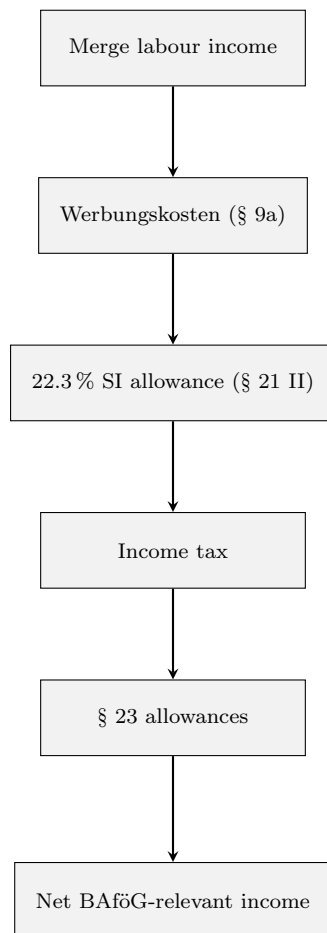 Merge labour income
Werbungskosten (§ 9a)
22.3 % SI allowance (§ 21 II)
Income tax
§ 23 allowances
Net BAföG-relevant income